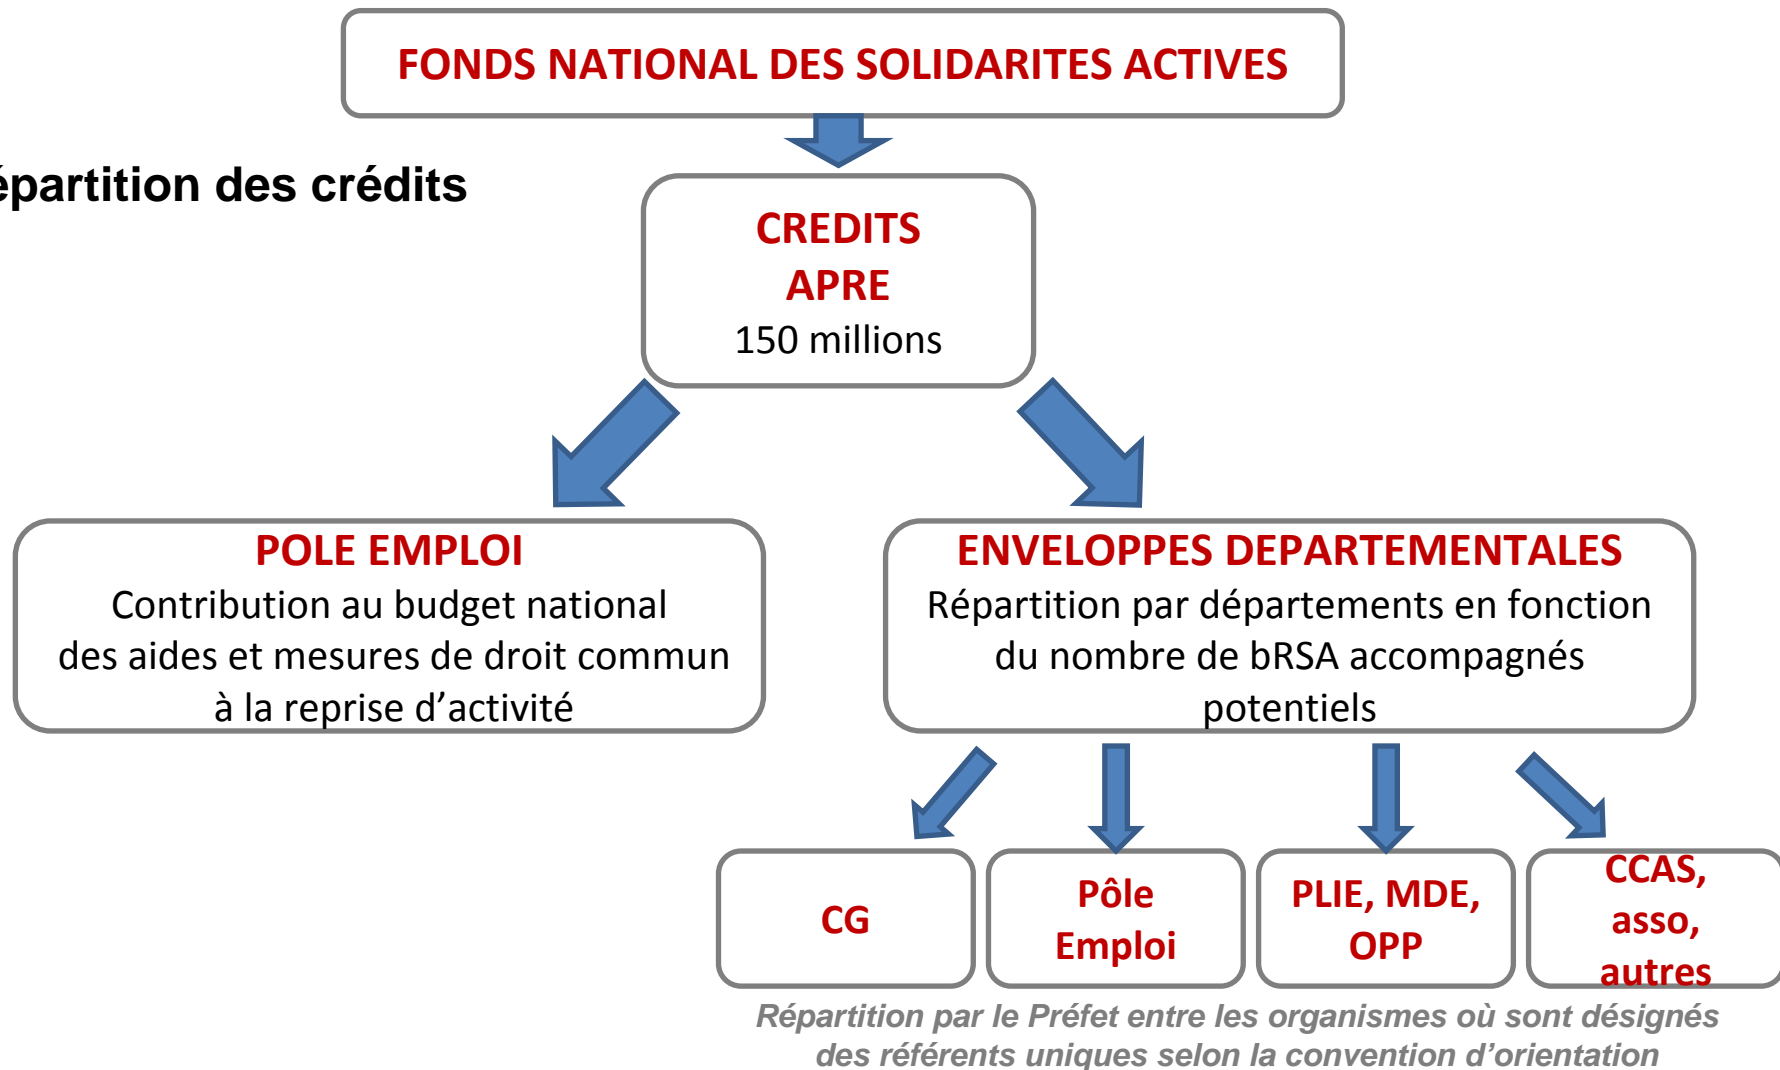 FONDS NATIONAL DES SOLIDARITES ACTIVES
épartition des crédits
CREDITS
APRE
150 millions
POLE EMPLOI
Contribution au budget national
des aides et mesures de droit commun
à la reprise d’activité
ENVELOPPES DEPARTEMENTALES
Répartition par départements en fonction
du nombre de bRSA accompagnés
potentiels
CG
Pôle
Emploi
PLIE, MDE,
OPP
CCAS,
asso,
autres
Répartition par le Préfet entre les organismes où sont désignés
des référents uniques selon la convention d’orientation